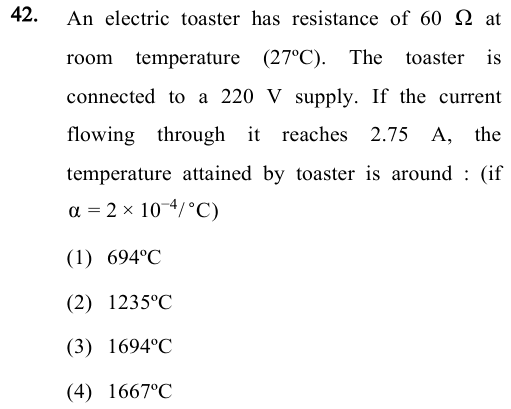 42. An electric toaster has resistance of 60 Ω at
room temperature (27ºC). The toaster is
connected to a 220 V supply. If the current
flowing through it reaches 2.75 A, the
temperature attained by toaster is around : (if
α = 2 × 10⁻⁴/°C)
(1) 694ºC
(2) 1235ºC
(3) 1694ºC
(4) 1667ºC